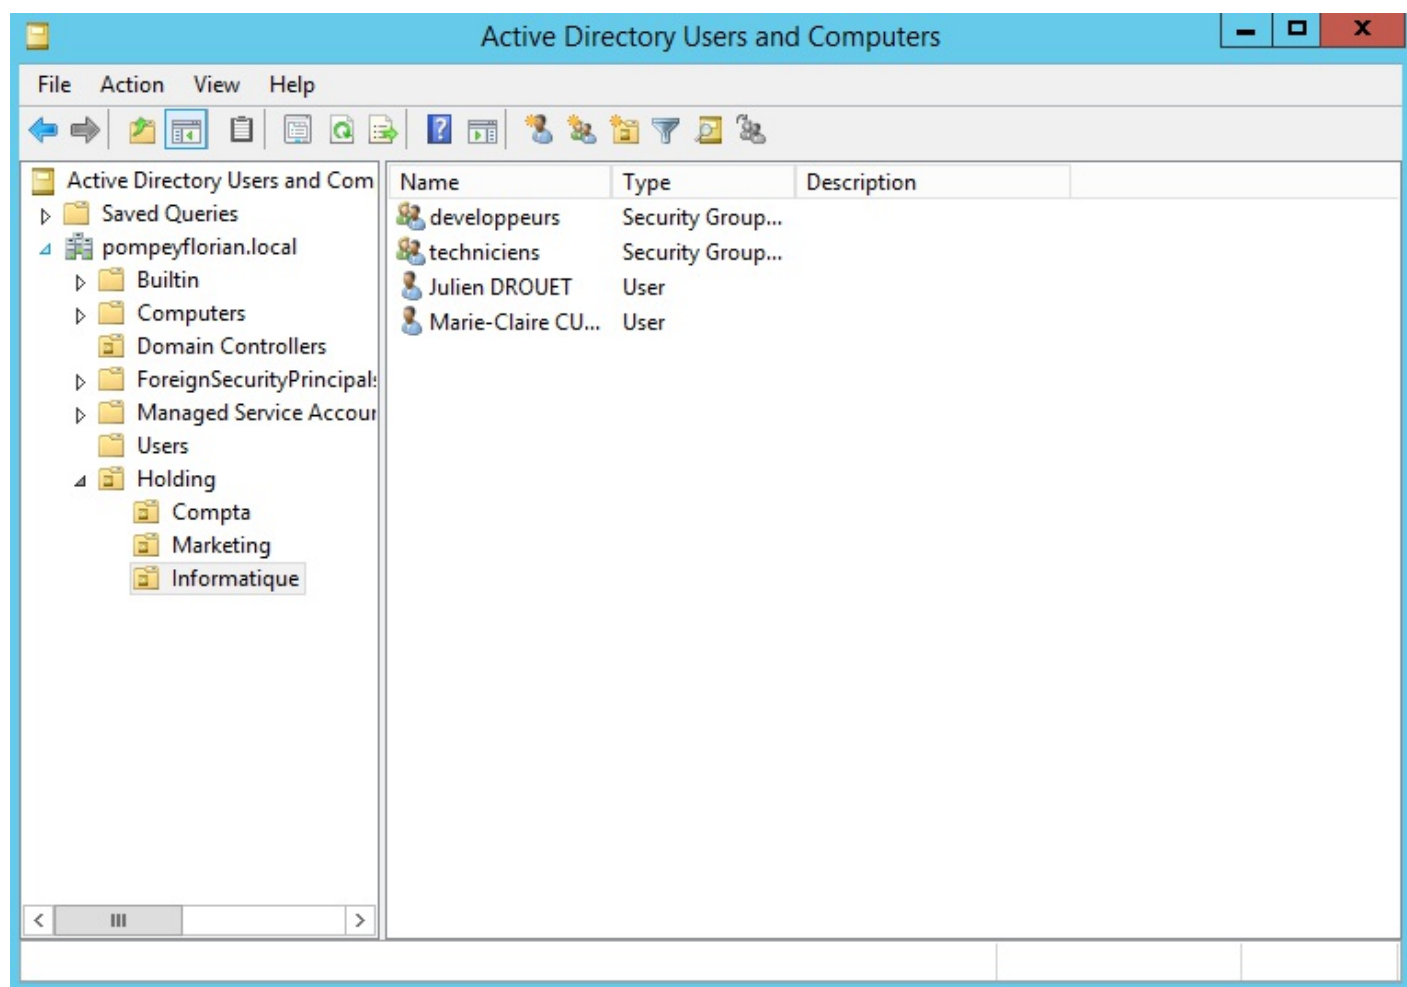 Active Directory Users and Computers
File Action View Help
Active Directory Users and Com
Saved Queries
pompeyflorian.local
Builtin
Computers
Domain Controllers
ForeignSecurityPrincipals
Managed Service Accour
Users
Holding
Compta
Marketing
Informatique
Name Type Description
developpeurs Security Group...
techniciens Security Group...
Julien DROUET User
Marie-Claire CU... User